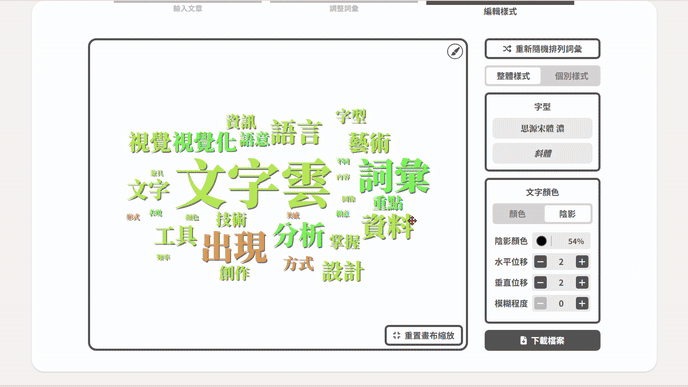 輸入文章
調整詞彙
編輯樣式
重新隨機排列詞彙
整體樣式
個別樣式
字型
思源宋體 濃
斜體
文字顏色
顏色
陰影
陰影顏色 54%
水平位移 2
垂直位移 2
模糊程度 0
下載檔案
資訊
字型
視覺
視覺化
語意
語言
藝術
文字
文字雲
詞彙
重點
技術
資料
工具
出現
分析
掌握
創作
方式
設計
重置畫布縮放